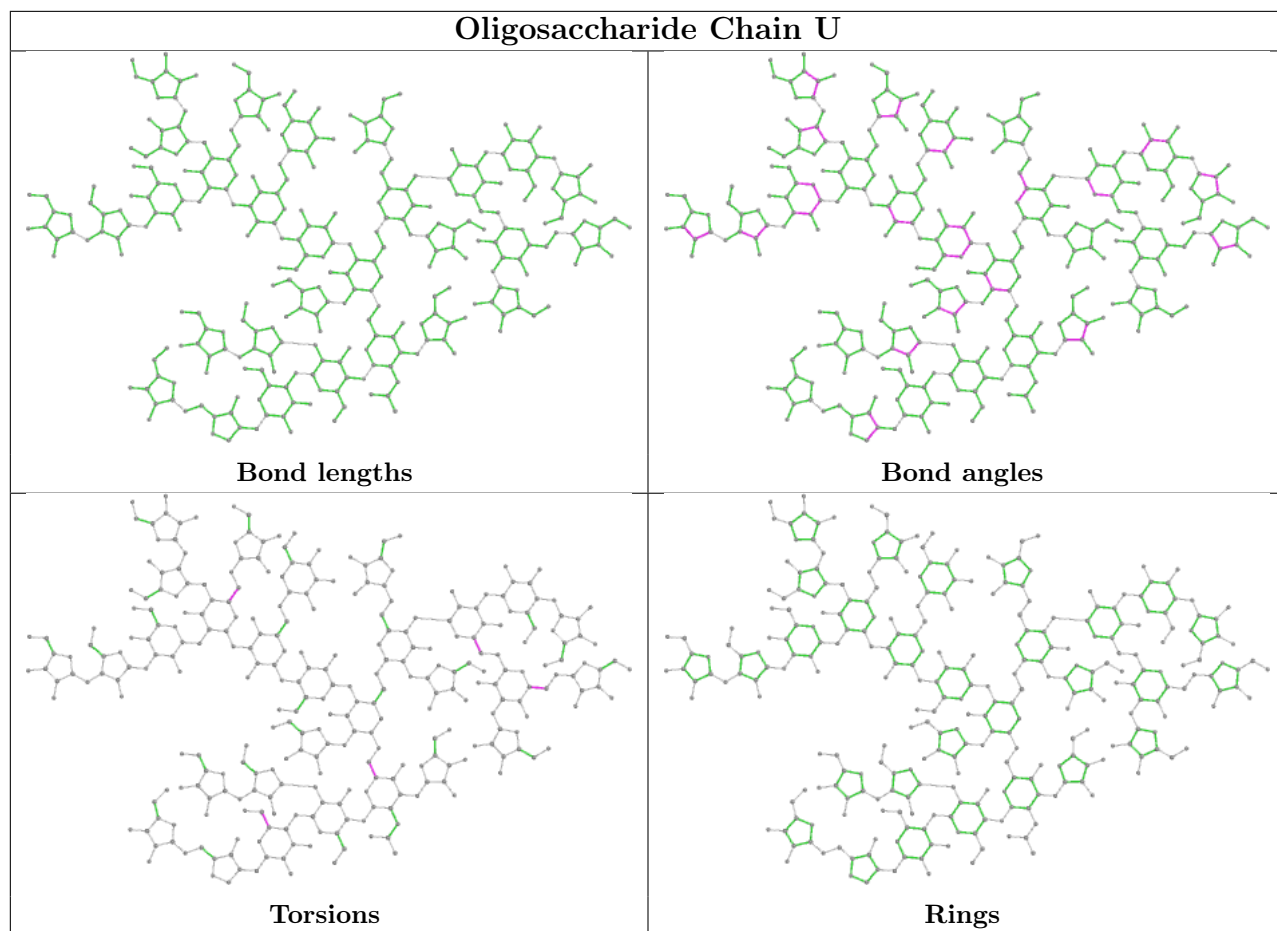 Oligosaccharide Chain U
Bond lengths
Bond angles
Torsions
Rings